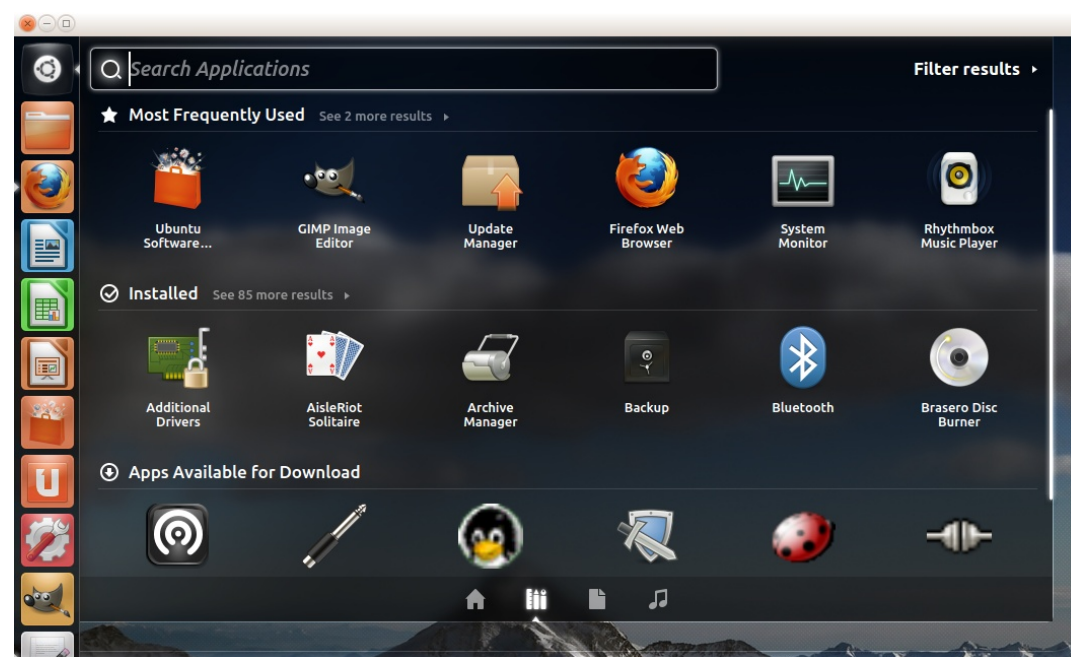 Search Applications
Filter results
Most Frequently Used See 2 more results
Ubuntu Software...
GIMP Image Editor
Update Manager
Firefox Web Browser
System Monitor
Rhythmbox Music Player
Installed See 85 more results
Additional Drivers
AisleRiot Solitaire
Archive Manager
Backup
Bluetooth
Brasero Disc Burner
Apps Available for Download